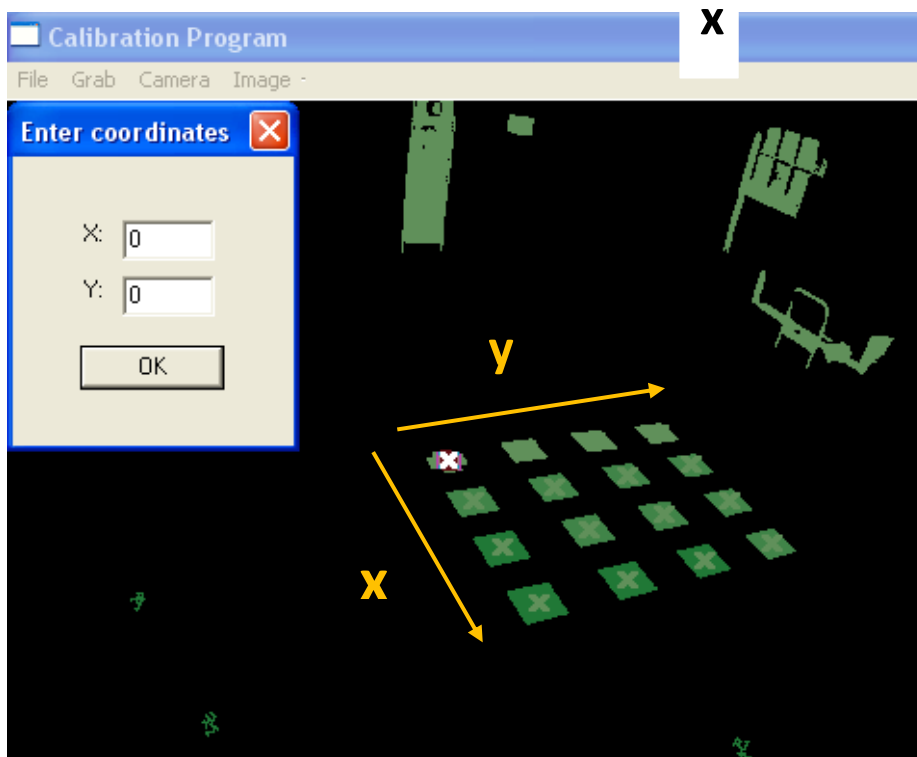 x
Calibration Program
File Grab Camera Image
Enter coordinates
X: 0
Y: 0
OK
y
x